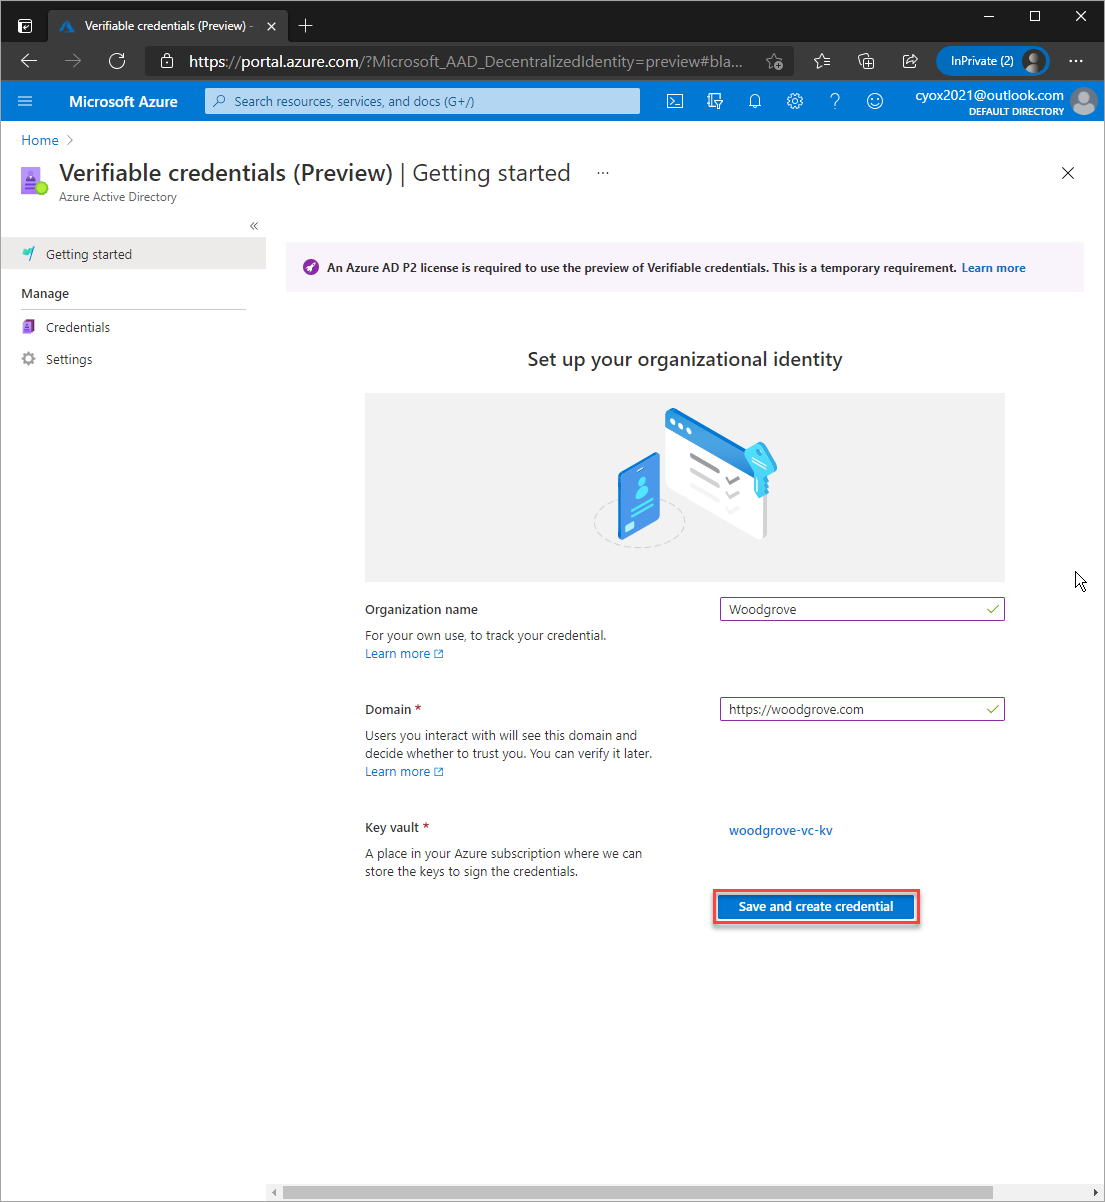 Verifiable credentials (Preview) -
https://portal.azure.com/?Microsoft_AAD_DecentralizedIdentity=preview#bla...
InPrivate (2)
Microsoft Azure
Search resources, services, and docs (G+/)
cyox2021@outlook.com
DEFAULT DIRECTORY
Home
Verifiable credentials (Preview) | Getting started
...
Azure Active Directory
Getting started
Manage
Credentials
Settings
An Azure AD P2 license is required to use the preview of Verifiable credentials. This is a temporary requirement. Learn more
Set up your organizational identity
Organization name
Woodgrove
For your own use, to track your credential.
Learn more
Domain *
https://woodgrove.com
Users you interact with will see this domain and
decide whether to trust you. You can verify it later.
Learn more
Key vault *
woodgrove-vc-kv
A place in your Azure subscription where we can
store the keys to sign the credentials.
Save and create credential